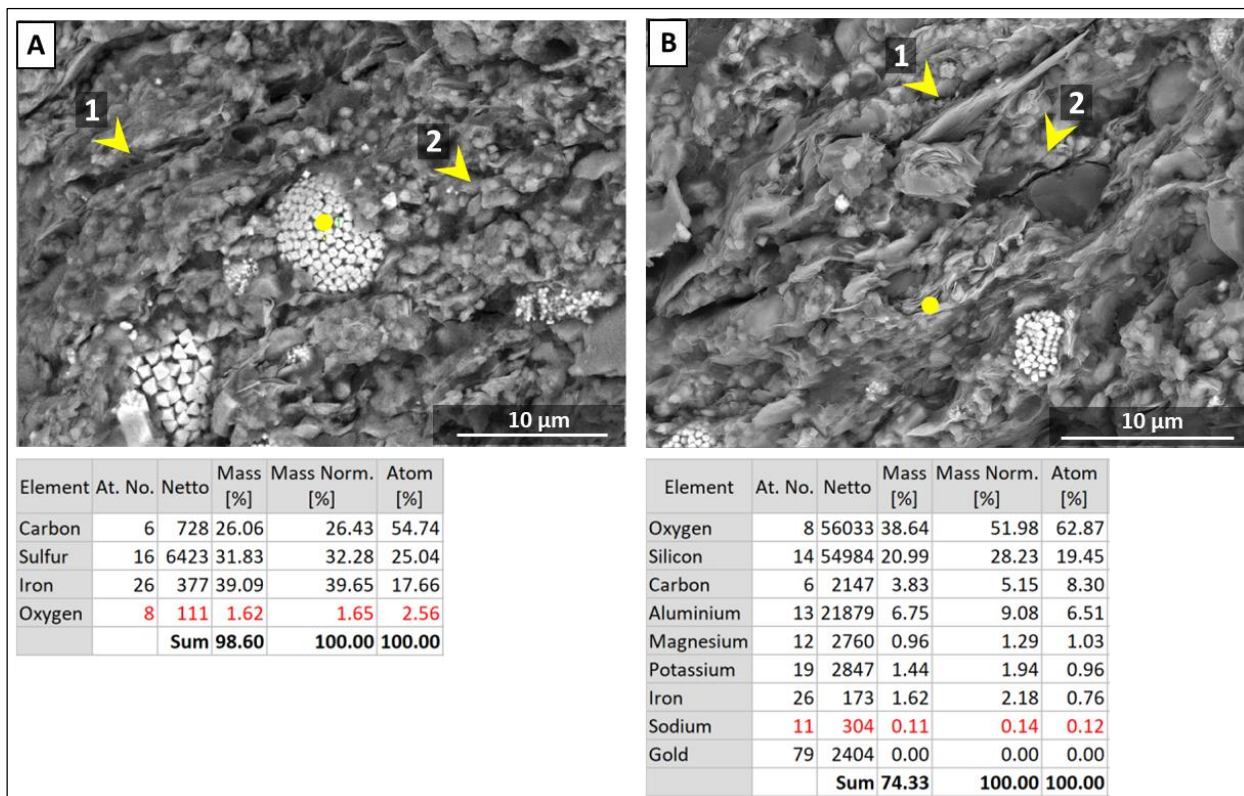 A
1
2
10 µm
B
1
2
10 µm
Element At. No. Netto Mass [%] Mass Norm. [%] Atom [%]
Carbon 6 728 26.06 26.43 54.74
Sulfur 16 6423 31.83 32.28 25.04
Iron 26 377 39.09 39.65 17.66
Oxygen 8 111 1.62 1.65 2.56
Sum 98.60 100.00 100.00
Element At. No. Netto Mass [%] Mass Norm. [%] Atom [%]
Oxygen 8 56033 38.64 51.98 62.87
Silicon 14 54984 20.99 28.23 19.45
Carbon 6 2147 3.83 5.15 8.30
Aluminium 13 21879 6.75 9.08 6.51
Magnesium 12 2760 0.96 1.29 1.03
Potassium 19 2847 1.44 1.94 0.96
Iron 26 173 1.62 2.18 0.76
Sodium 11 304 0.11 0.14 0.12
Gold 79 2404 0.00 0.00 0.00
Sum 74.33 100.00 100.00